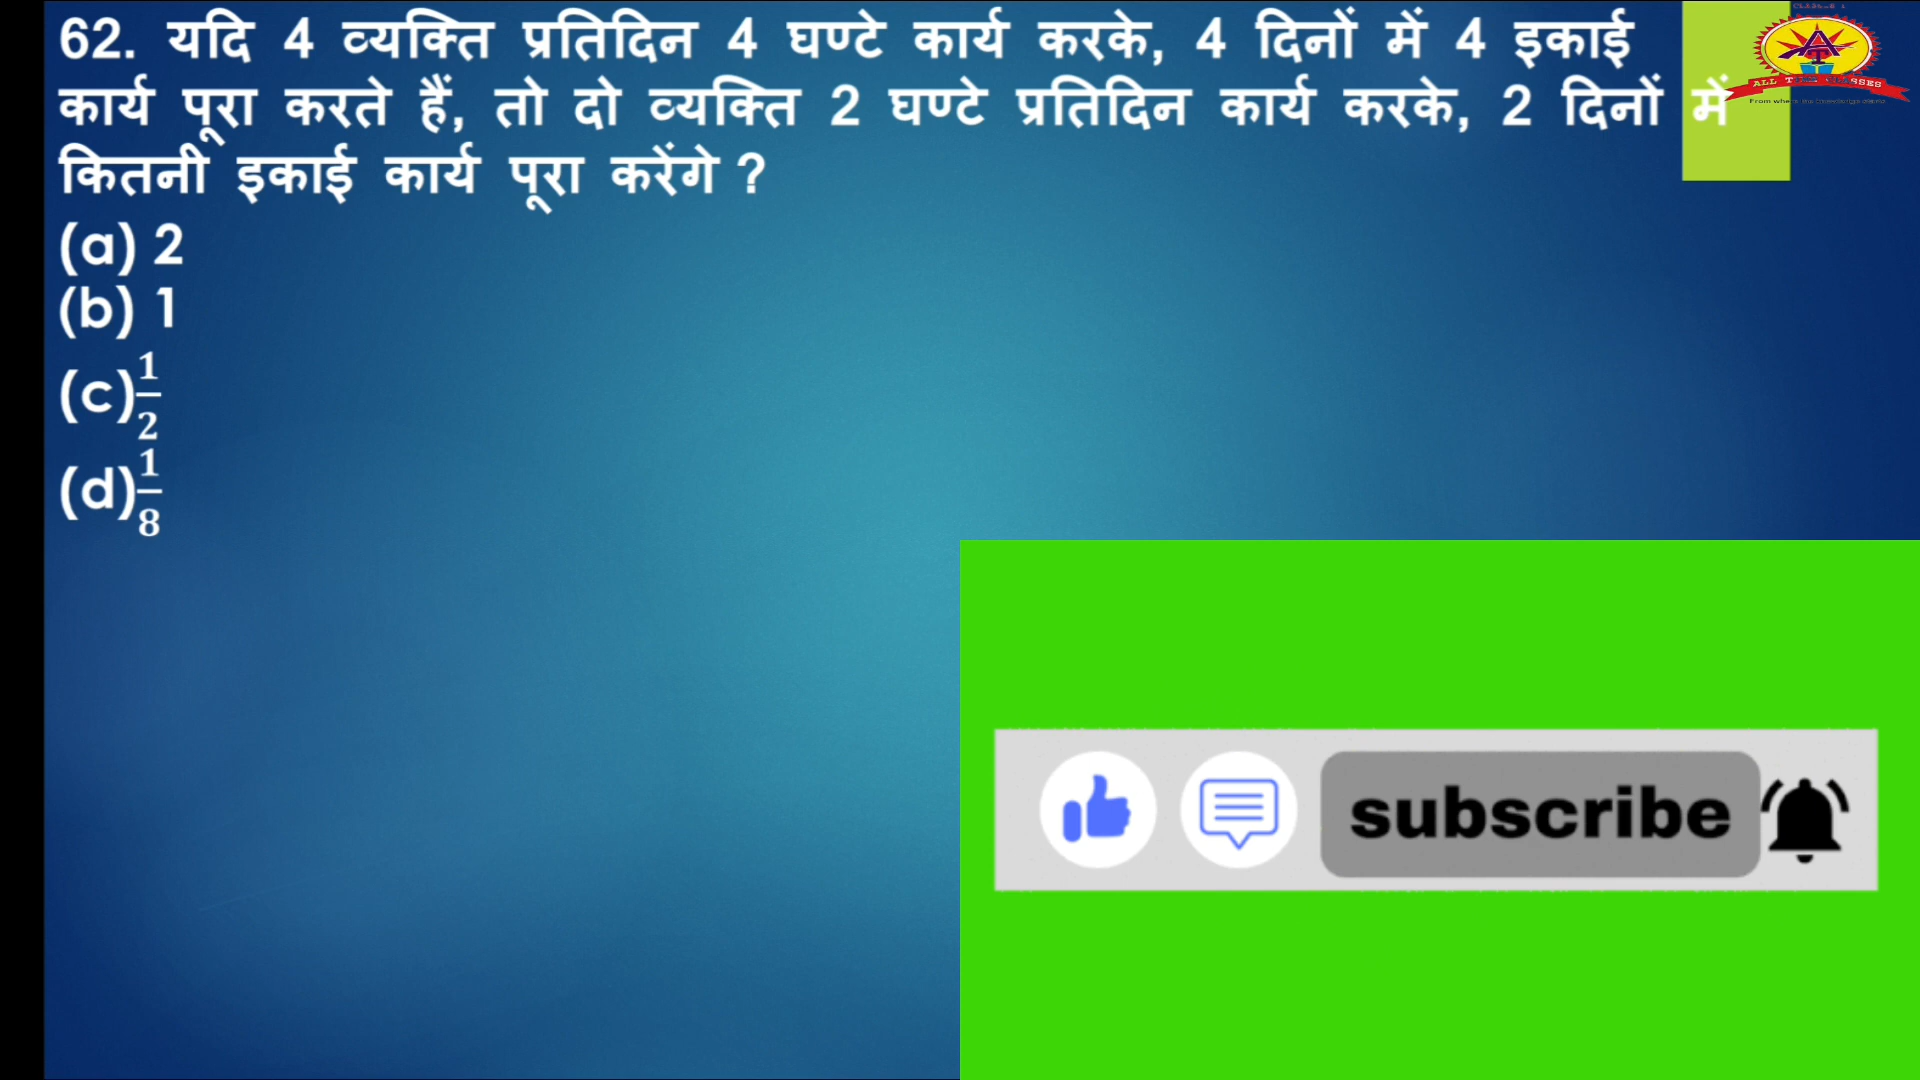 62. यदि 4 व्यक्ति प्रतिदिन 4 घण्टे कार्य करके, 4 दिनों में 4 इकाई
कार्य पूरा करते हैं, तो दो व्यक्ति 2 घण्टे प्रतिदिन कार्य करके, 2 दिनों में
कितनी इकाई कार्य पूरा करेंगे ?
(a) 2
(b) 1
(c) 1/2
(d) 1/8
subscribe